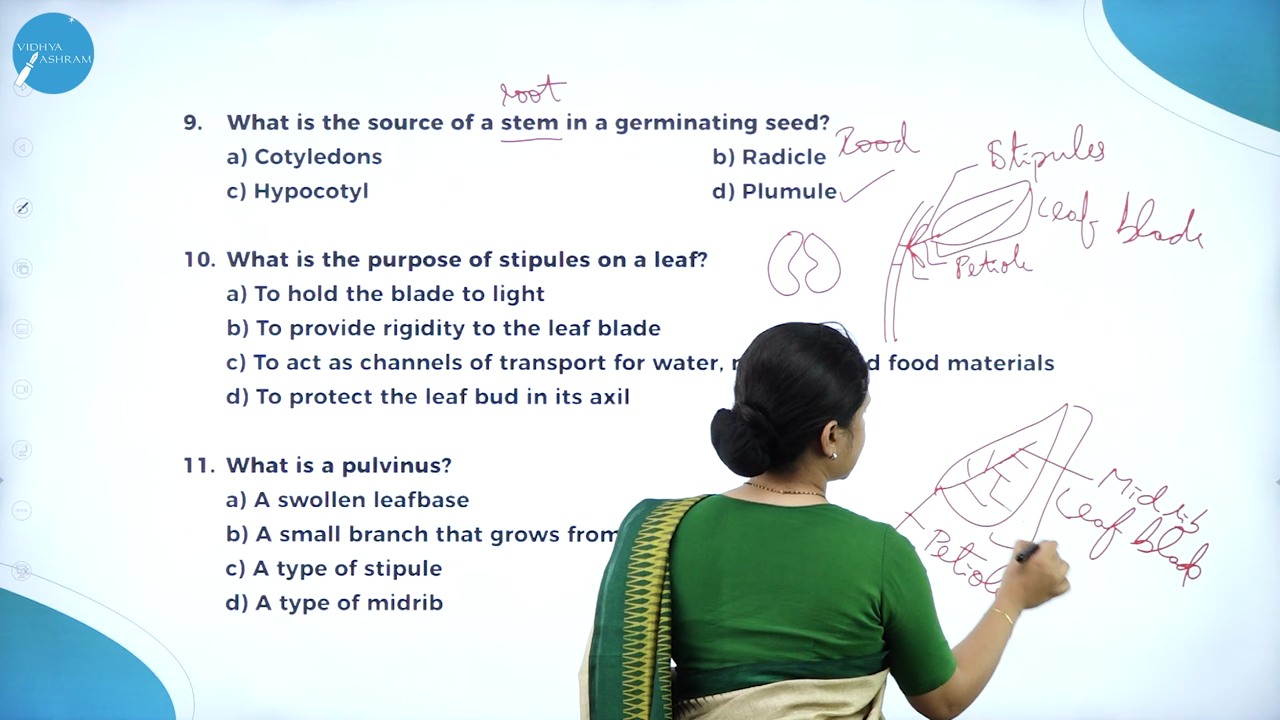 VIDHYA
ASHRAM
root
9. What is the source of a stem in a germinating seed?
a) Cotyledons
b) Radicle Rood
c) Hypocotyl
d) Plumule
Stipules
Leaf blade
Petiole
10. What is the purpose of stipules on a leaf?
a) To hold the blade to light
b) To provide rigidity to the leaf blade
c) To act as channels of transport for water, d food materials
d) To protect the leaf bud in its axil
11. What is a pulvinus?
a) A swollen leafbase
b) A small branch that grows from
c) A type of stipule
d) A type of midrib
Midrib
Leaf blade
Petiol